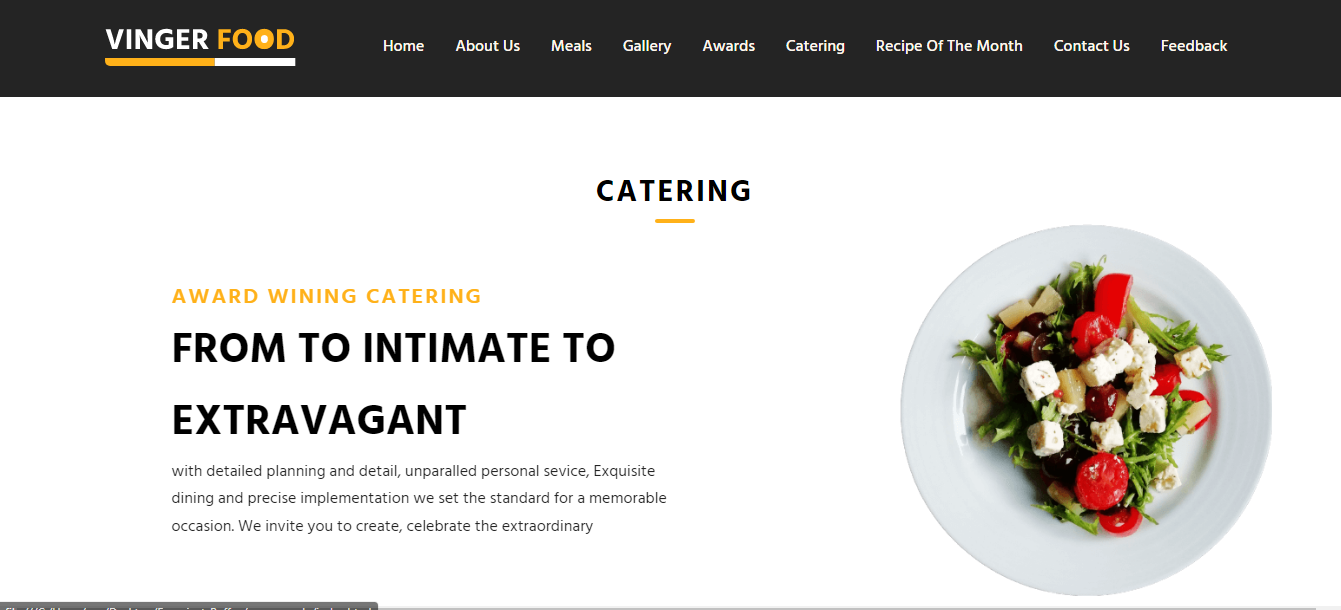 VINGER FOOD
Home About Us Meals Gallery Awards Catering Recipe Of The Month Contact Us Feedback
CATERING
AWARD WINING CATERING
FROM TO INTIMATE TO
EXTRAVAGANT
with detailed planning and detail, unparalled personal sevice, Exquisite
dining and precise implementation we set the standard for a memorable
occasion. We invite you to create, celebrate the extraordinary